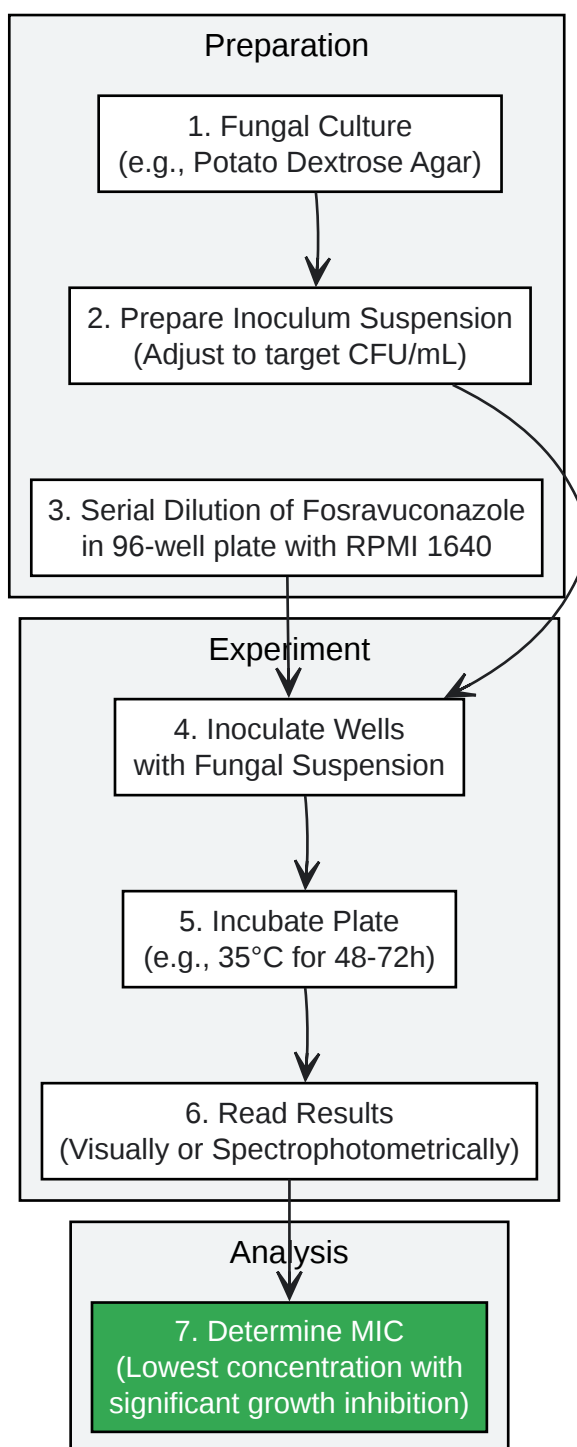 Preparation
1. Fungal Culture
(e.g., Potato Dextrose Agar)
2. Prepare Inoculum Suspension
(Adjust to target CFU/mL)
3. Serial Dilution of Fosravuconazole
in 96-well plate with RPMI 1640
Experiment
4. Inoculate Wells
with Fungal Suspension
5. Incubate Plate
(e.g., 35°C for 48-72h)
6. Read Results
(Visually or Spectrophotometrically)
Analysis
7. Determine MIC
(Lowest concentration with
significant growth inhibition)